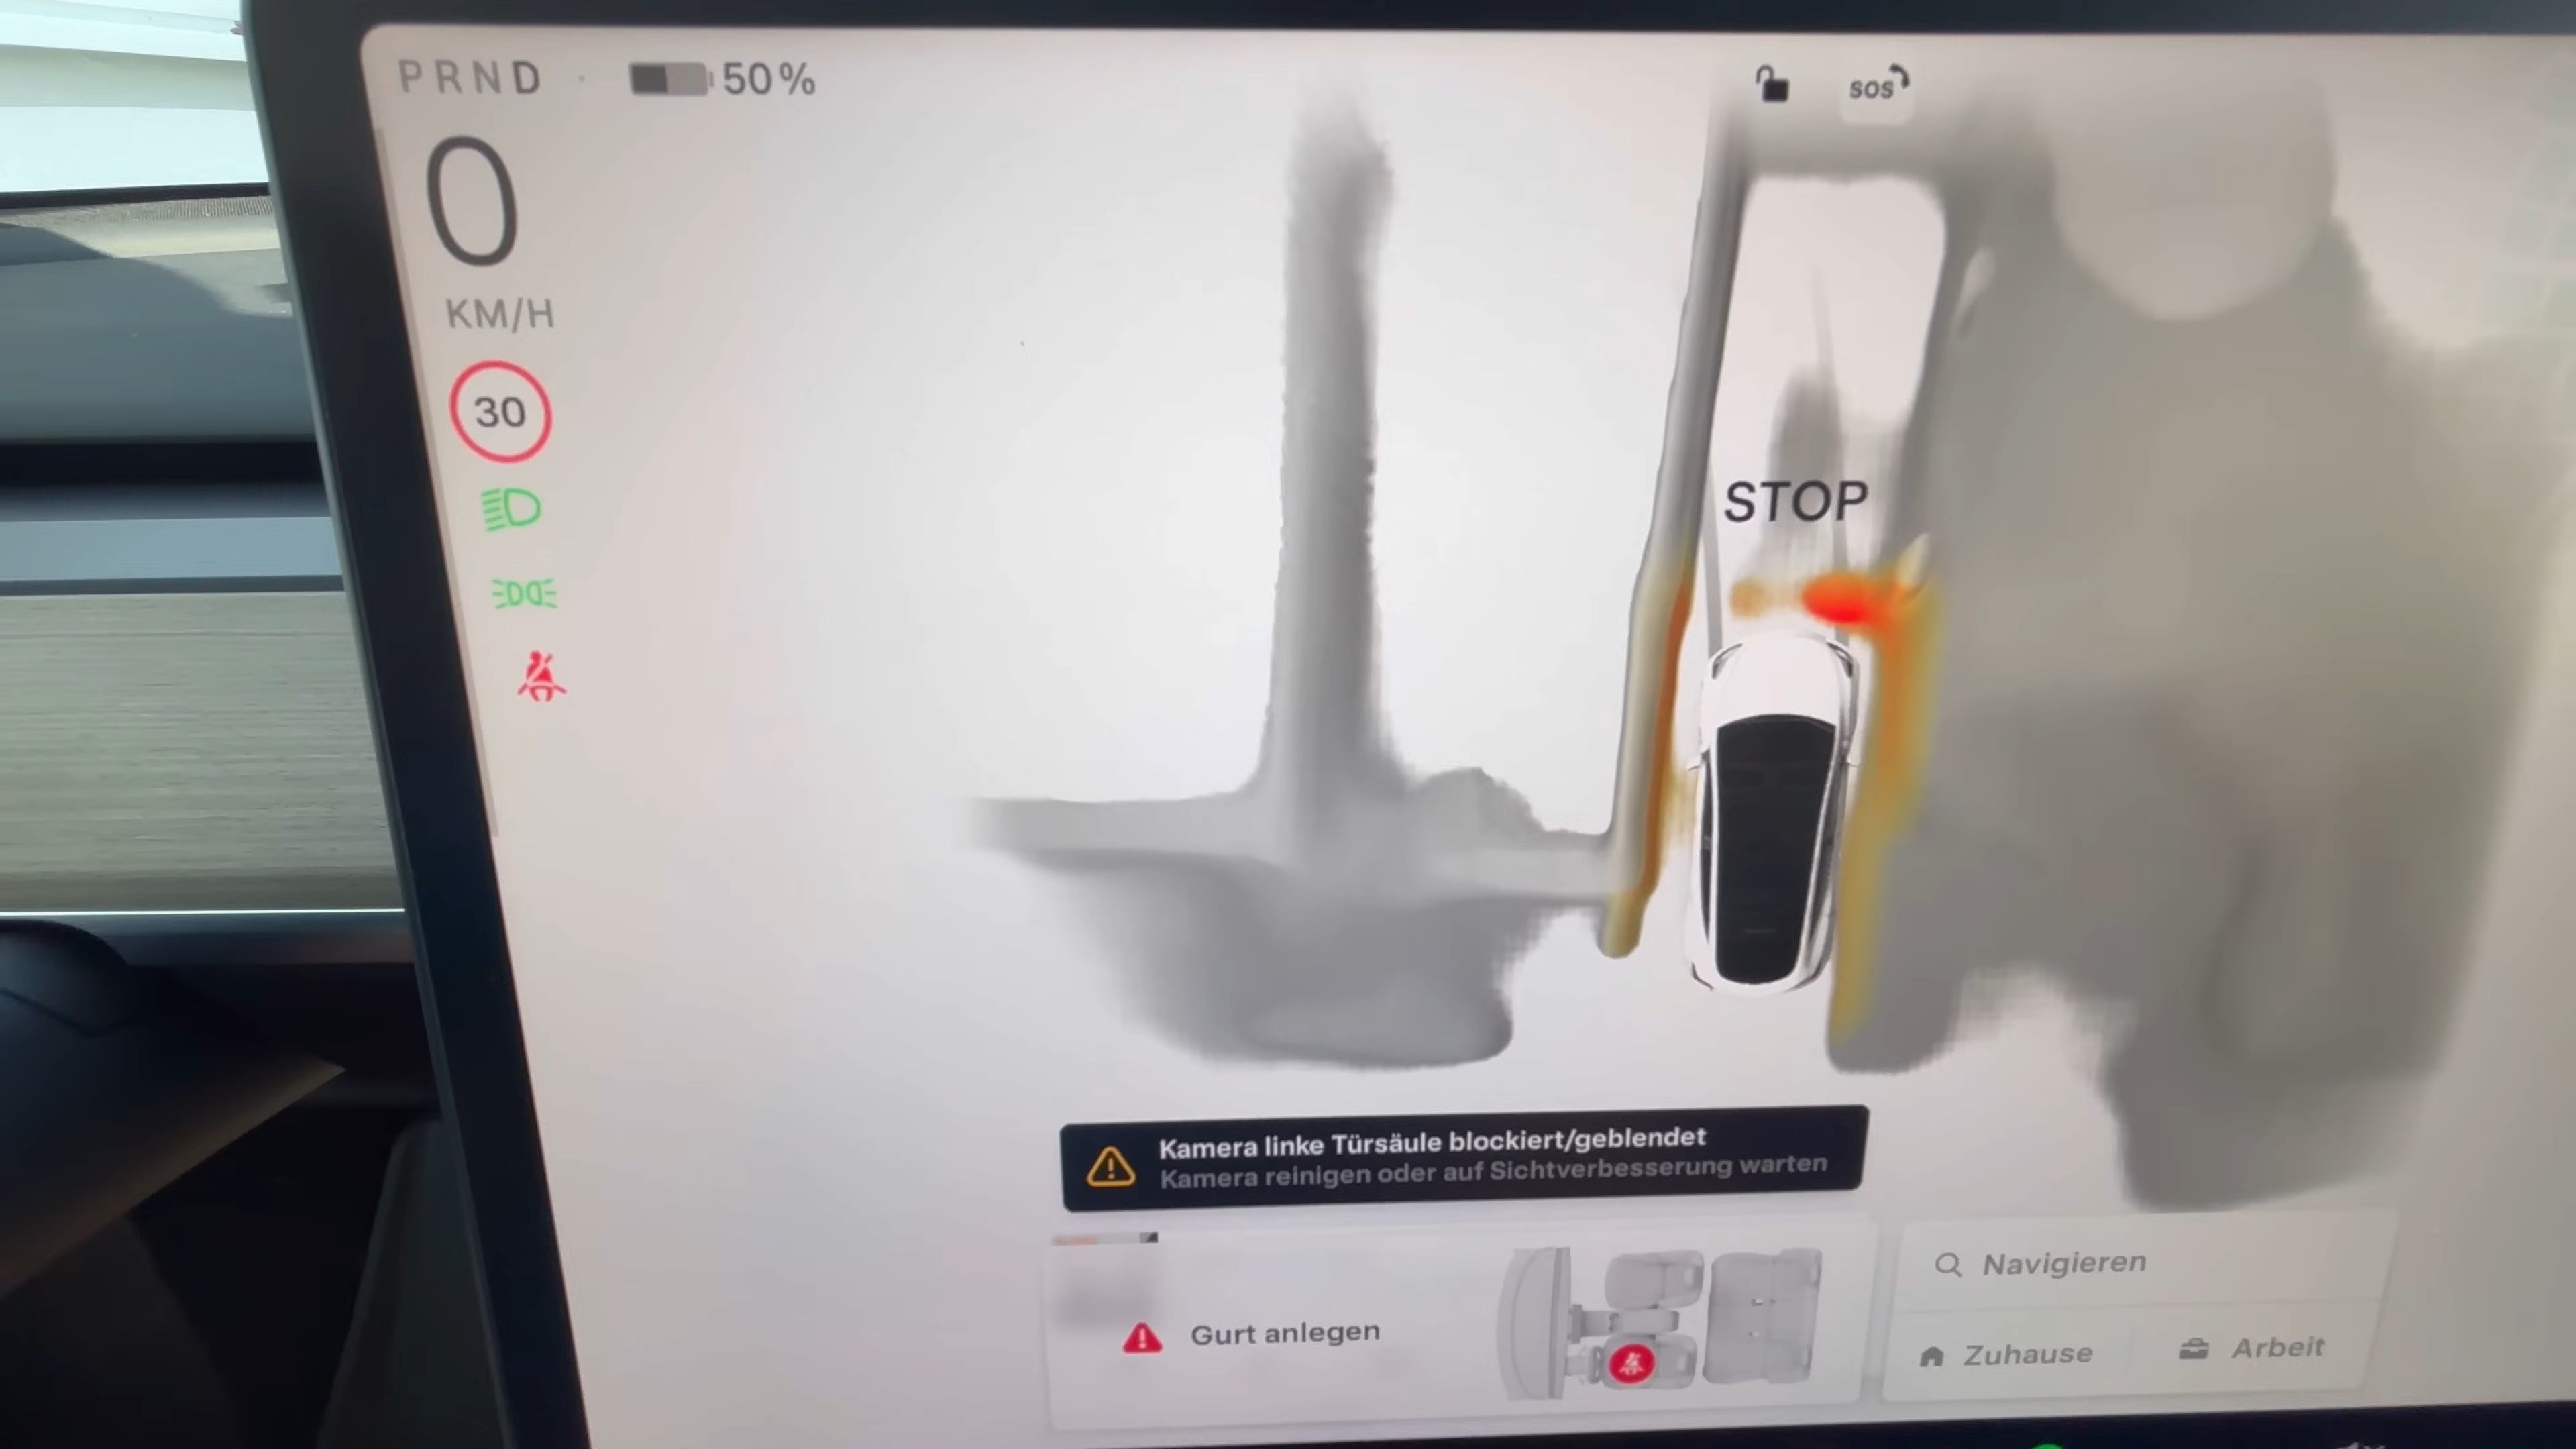 PRND 50%
SOS
0
KM/H
30
STOP
Kamera linke Türsäule blockiert/geblendet
Kamera reinigen oder auf Sichtverbesserung warten
Gurt anlegen
Navigieren
Zuhause
Arbeit